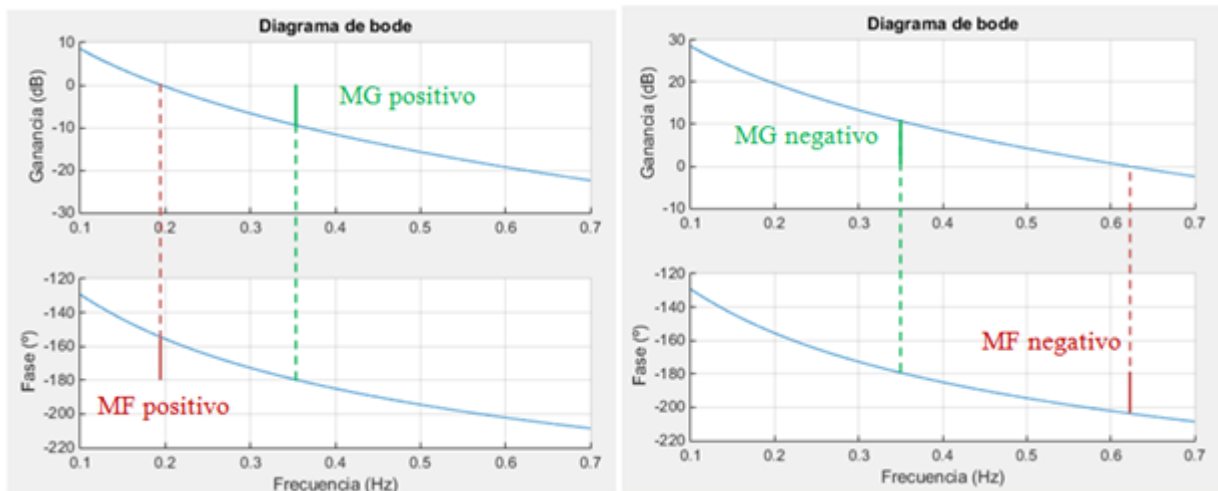 Diagrama de bode
10
0
-10
-20
-30
Ganancia (dB)
MG positivo
0.1 0.2 0.3 0.4 0.5 0.6 0.7
-120
-140
-160
-180
-200
-220
Fase (º)
MF positivo
0.1 0.2 0.3 0.4 0.5 0.6 0.7
Frecuencia (Hz)
Diagrama de bode
30
20
10
0
-10
Ganancia (dB)
MG negativo
0.1 0.2 0.3 0.4 0.5 0.6 0.7
-120
-140
-160
-180
-200
-220
Fase (º)
MF negativo
0.1 0.2 0.3 0.4 0.5 0.6 0.7
Frecuencia (Hz)